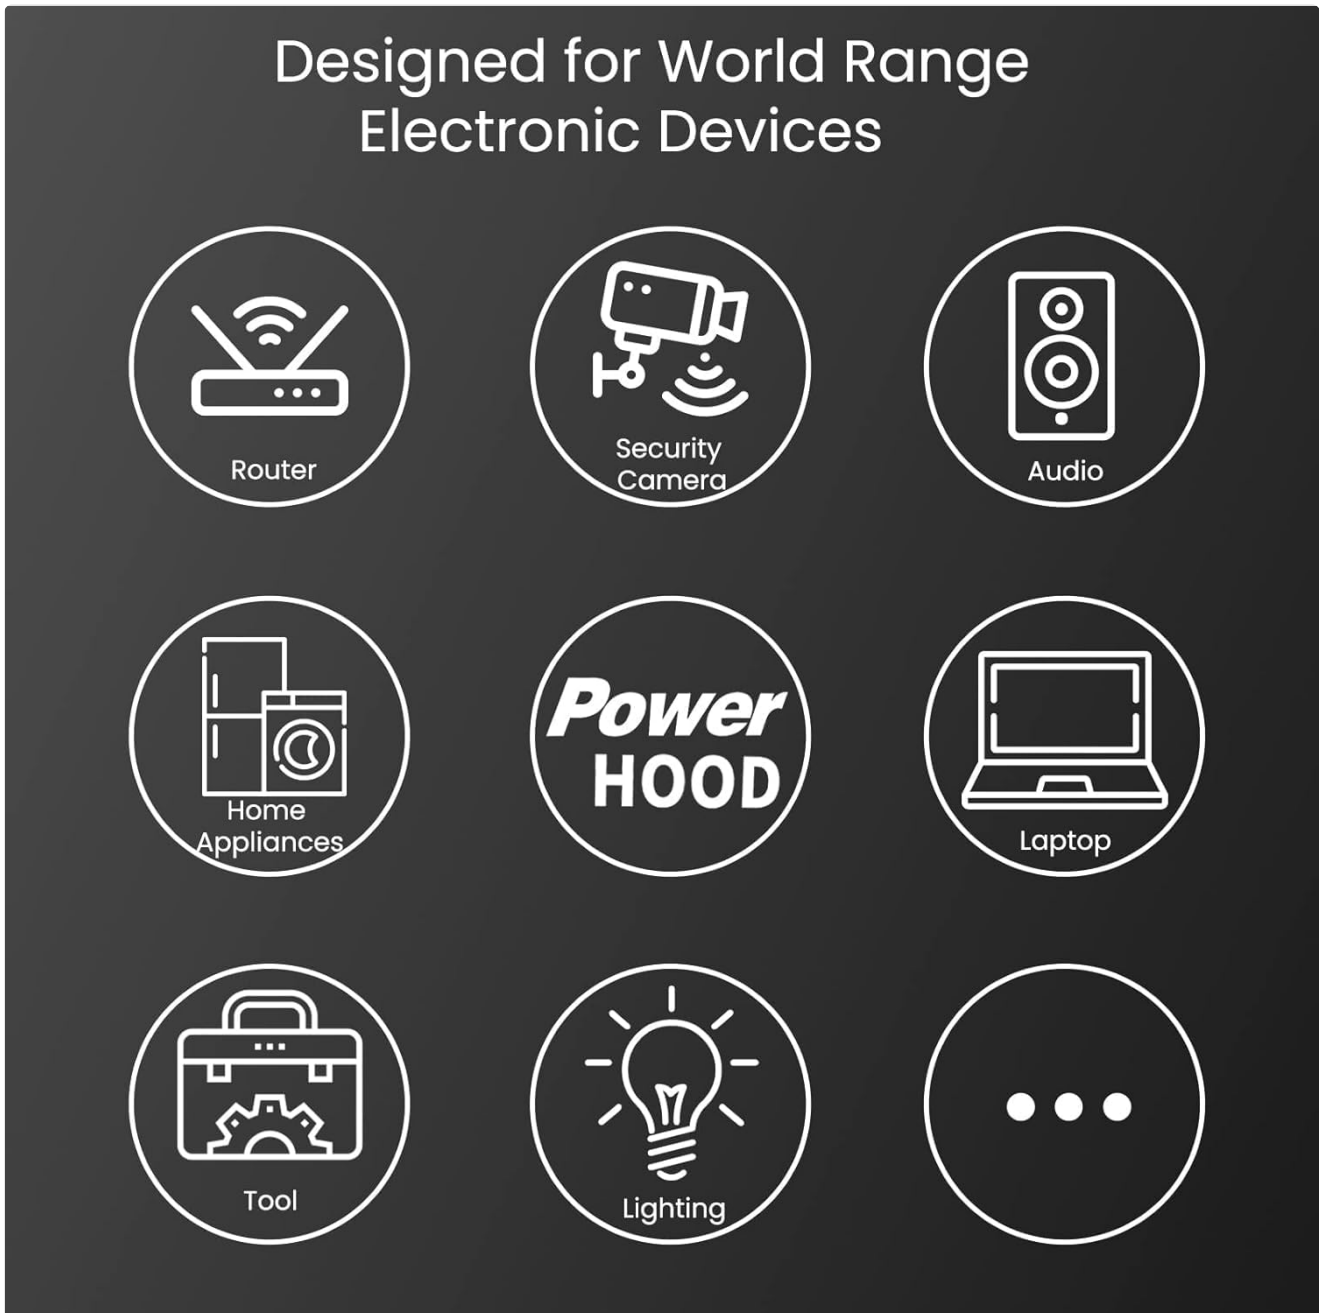 Designed for World Range
Electronic Devices
Router
Security
Camera
Audio
Home
Appliances
Power
HOOD
Laptop
Tool
Lighting